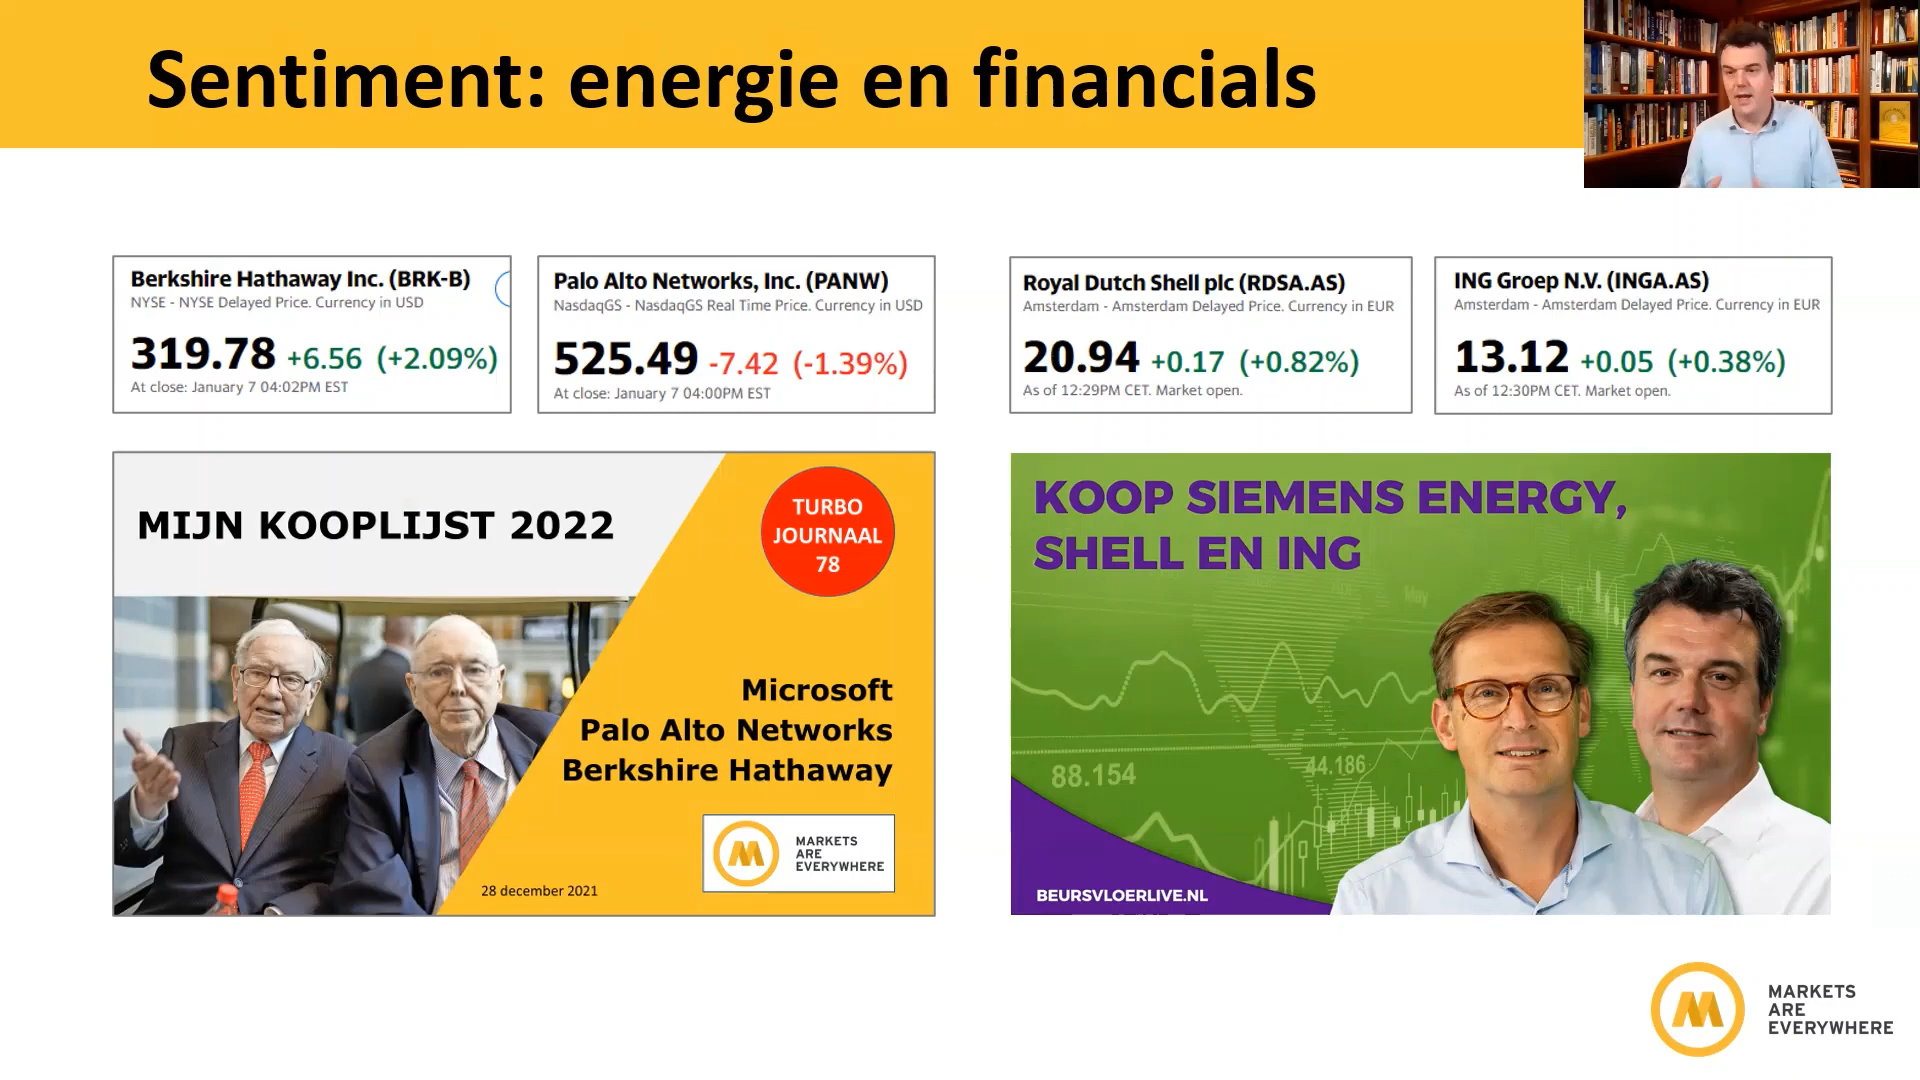 Sentiment: energie en financials
Berkshire Hathaway Inc. (BRK-B)
NYSE - NYSE Delayed Price. Currency in USD
319.78 +6.56 (+2.09%)
At close: January 7 04:02PM EST
Palo Alto Networks, Inc. (PANW)
NasdaqGS - NasdaqGS Real Time Price. Currency in USD
525.49 -7.42 (-1.39%)
At close: January 7 04:00PM EST
Royal Dutch Shell plc (RDSA.AS)
Amsterdam - Amsterdam Delayed Price. Currency in EUR
20.94 +0.17 (+0.82%)
As of 12:29PM CET. Market open.
ING Groep N.V. (INGA.AS)
Amsterdam - Amsterdam Delayed Price. Currency in EUR
13.12 +0.05 (+0.38%)
As of 12:30PM CET. Market open.
MIJN KOOPLIJST 2022
TURBO
JOURNAAL
78
Microsoft
Palo Alto Networks
Berkshire Hathaway
MARKETS
ARE
EVERYWHERE
28 december 2021
KOOP SIEMENS ENERGY,
SHELL EN ING
May
88.154
44.186
BEURSVLOERLIVE.NL
MARKETS
ARE
EVERYWHERE